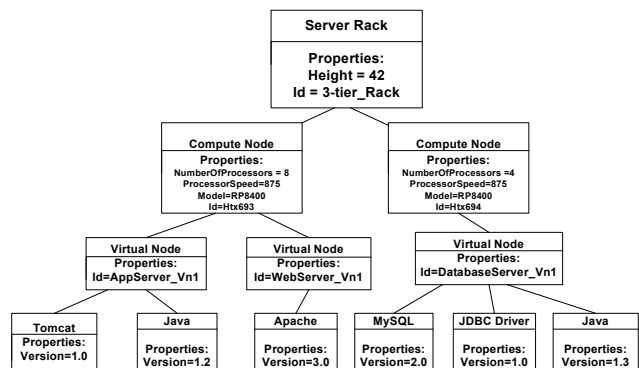 Server Rack
Properties:
Height = 42
Id = 3-tier_Rack
Compute Node
Properties:
NumberOfProcessors = 8
ProcessorSpeed=875
Model=RP8400
Id=Htx693
Compute Node
Properties:
NumberOfProcessors =4
ProcessorSpeed=875
Model=RP8400
Id=Htx694
Virtual Node
Properties:
Id=AppServer_Vn1
Virtual Node
Properties:
Id=WebServer_Vn1
Virtual Node
Properties:
Id=DatabaseServer_Vn1
Tomcat
Properties:
Version=1.0
Java
Properties:
Version=1.2
Apache
Properties:
Version=3.0
MySQL
Properties:
Version=2.0
JDBC Driver
Properties:
Version=1.0
Java
Properties:
Version=1.3